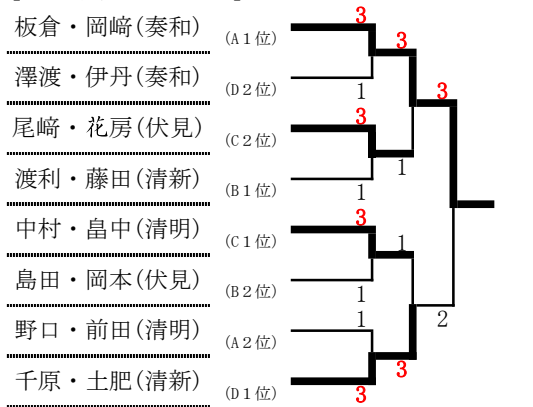 板倉・岡﨑(奏和) (A1位) 3
3
澤渡・伊丹(奏和) (D2位) 1
3
尾﨑・花房(伏見) (C2位) 3
1
渡利・藤田(清新) (B1位) 1
中村・畠中(清明) (C1位) 3
1
島田・岡本(伏見) (B2位) 1
2
野口・前田(清明) (A2位) 1
3
千原・土肥(清新) (D1位) 3